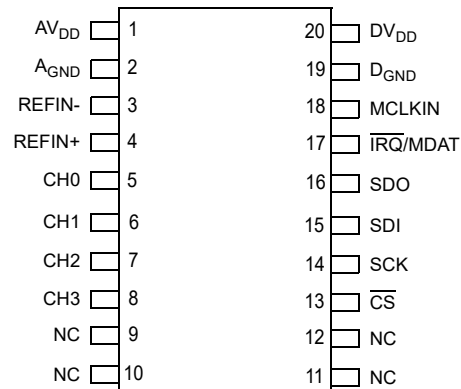 AVDD 1 20 DVDD
AGND 2 19 DGND
REFIN- 3 18 MCLKIN
REFIN+ 4 17 IRQ/MDAT
CH0 5 16 SDO
CH1 6 15 SDI
CH2 7 14 SCK
CH3 8 13 CS
NC 9 12 NC
NC 10 11 NC